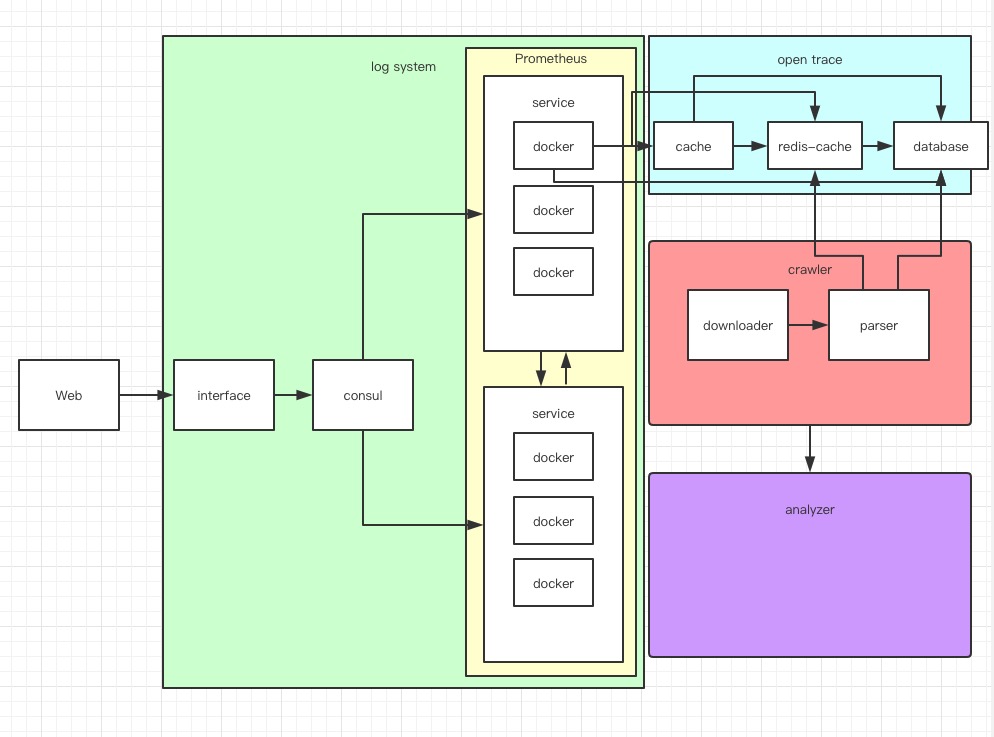 log system
Prometheus
open trace
service
docker
cache
redis-cache
database
docker
docker
crawler
downloader
parser
Web
interface
consul
service
docker
docker
docker
analyzer